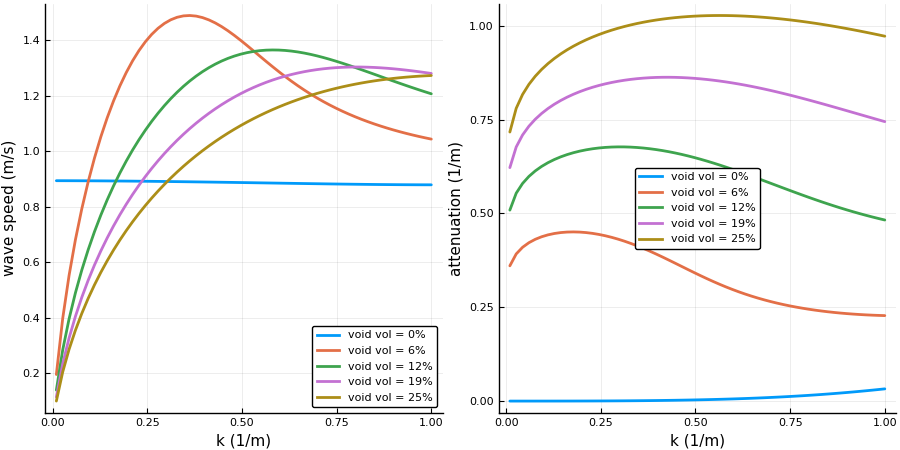 wave speed (m/s)
1.4
1.2
1.0
0.8
0.6
0.4
0.2
void vol = 0%
void vol = 6%
void vol = 12%
void vol = 19%
void vol = 25%
0.00
0.25
0.50
0.75
1.00
k (1/m)
attenuation (1/m)
1.00
0.75
0.50
0.25
0.00
void vol = 0%
void vol = 6%
void vol = 12%
void vol = 19%
void vol = 25%
0.00
0.25
0.50
0.75
1.00
k (1/m)